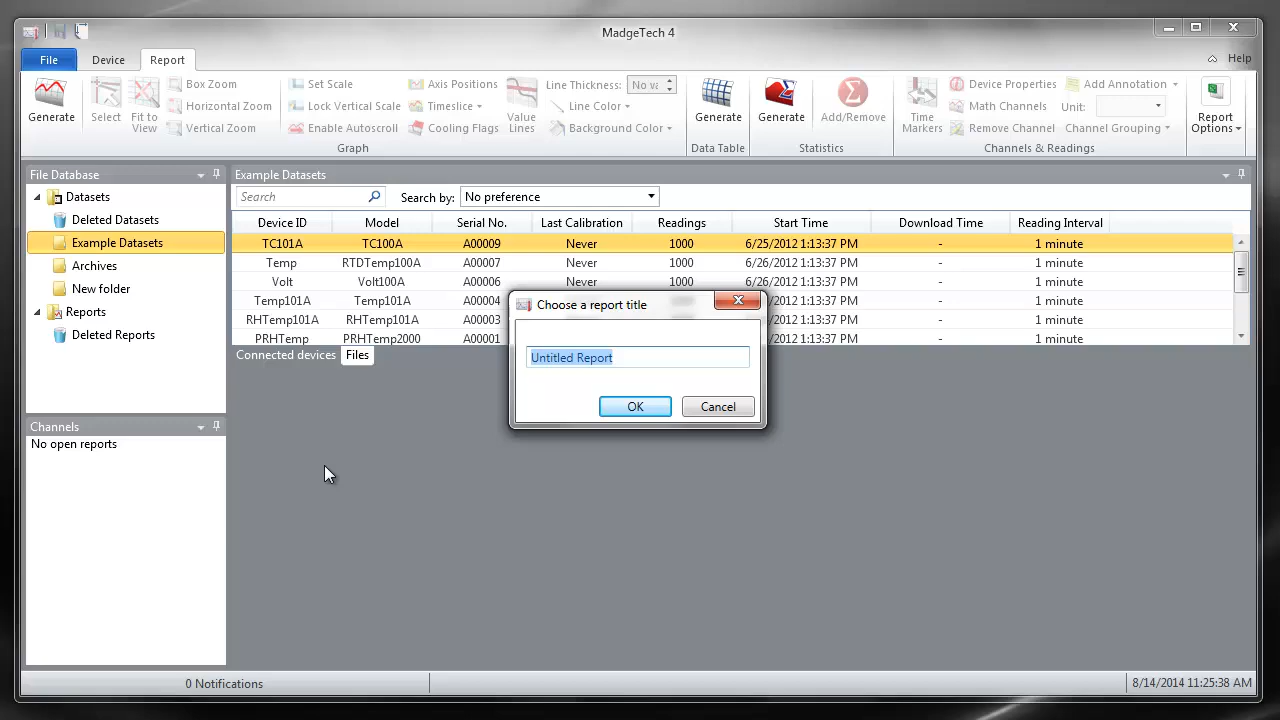 MadgeTech 4
File
Device
Report
Help
Generate
Select
Fit to
View
Box Zoom
Horizontal Zoom
Vertical Zoom
Set Scale
Lock Vertical Scale
Enable Autoscroll
Axis Positions
Timeslice
Cooling Flags
Value
Lines
Line Thickness:
Line Color
Background Color
Graph
Generate
Data Table
Generate
Add/Remove
Statistics
Time
Markers
Device Properties
Math Channels
Remove Channel
Add Annotation
Unit:
Channel Grouping
Channels & Readings
Report
Options
File Database
Datasets
Deleted Datasets
Example Datasets
Archives
New folder
Reports
Deleted Reports
Channels
No open reports
Example Datasets
Search
Search by:
No preference
Device ID Model Serial No. Last Calibration Readings Start Time Download Time Reading Interval
TC101A TC100A A00009 Never 1000 6/25/2012 1:13:37 PM - 1 minute
Temp RTDTemp100A A00007 Never 1000 6/26/2012 1:13:37 PM - 1 minute
Volt Volt100A A00006 Never 1000 6/26/2012 1:13:37 PM - 1 minute
Temp101A Temp101A A00004 /26/2012 1:13:37 PM - 1 minute
RHTemp101A RHTemp101A A00003 /26/2012 1:13:37 PM - 1 minute
PRHTemp PRHTemp2000 A00001 /26/2012 1:13:37 PM - 1 minute
Connected devices
Files
Choose a report title
Untitled Report
OK
Cancel
0 Notifications
8/14/2014 11:25:38 AM